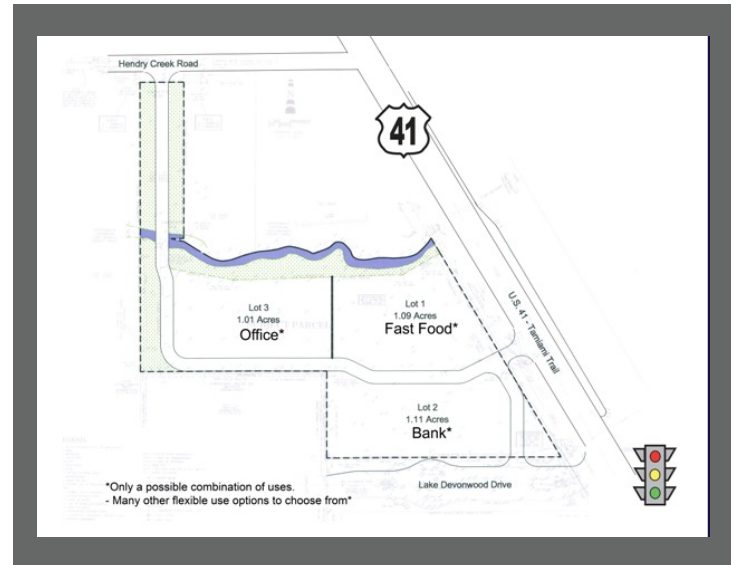 Hendry Creek Road
41
U.S. 41 - Tamiami Trail
Lot 3
1.01 Acres
Office*
Lot 1
1.09 Acres
Fast Food*
Lot 2
1.11 Acres
Bank*
Lake Devonwood Drive
*Only a possible combination of uses.
- Many other flexible use options to choose from*